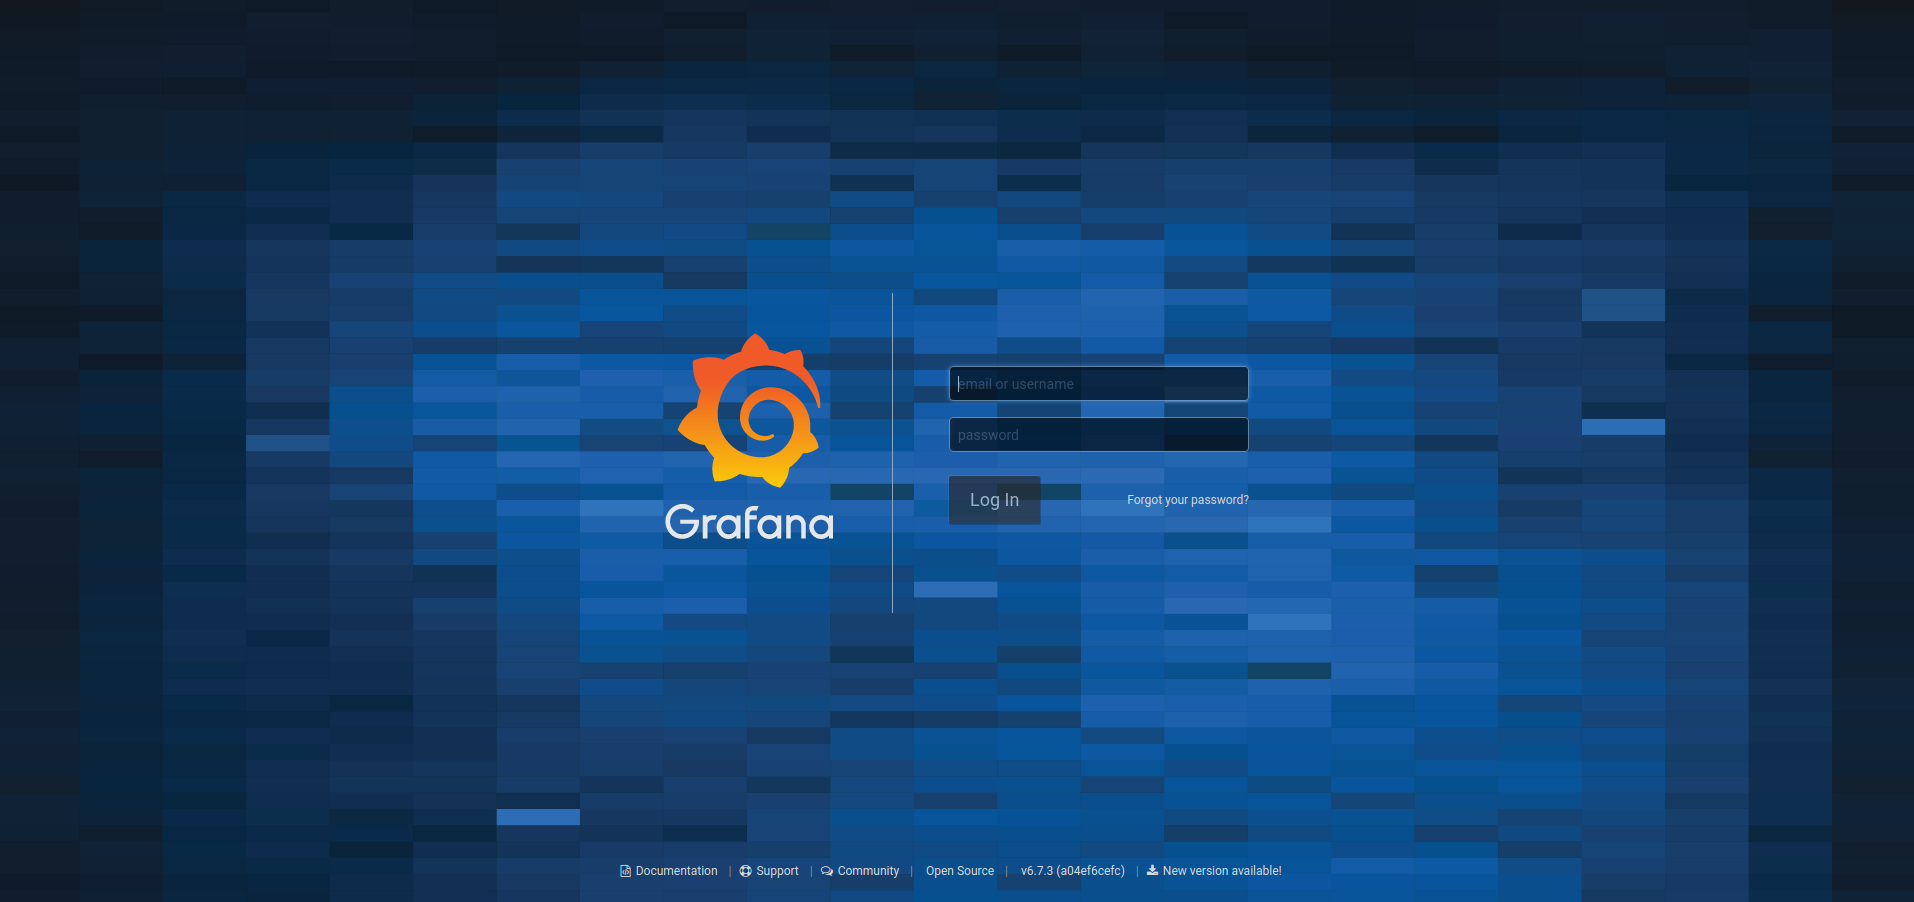 email or username
password
Log In
Forgot your password?
Grafana
Documentation | Support | Community | Open Source | v6.7.3 (a04ef6cefc) | New version available!